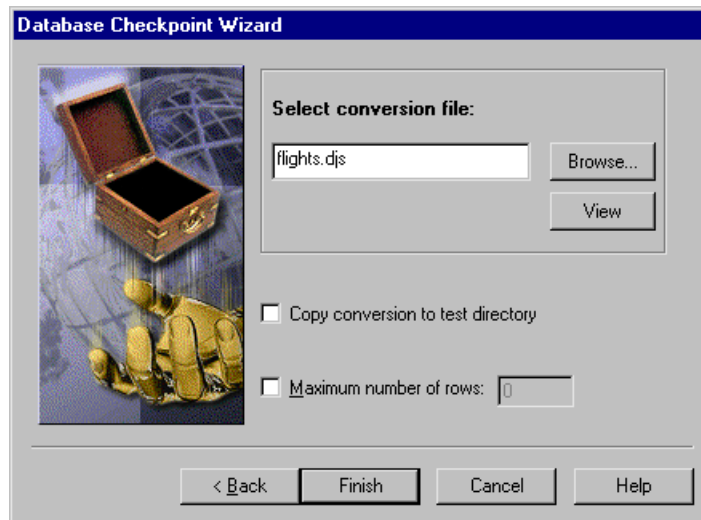 Database Checkpoint Wizard
Select conversion file:
flights.djs
Browse...
View
Copy conversion to test directory
Maximum number of rows: 0
< Back Finish Cancel Help